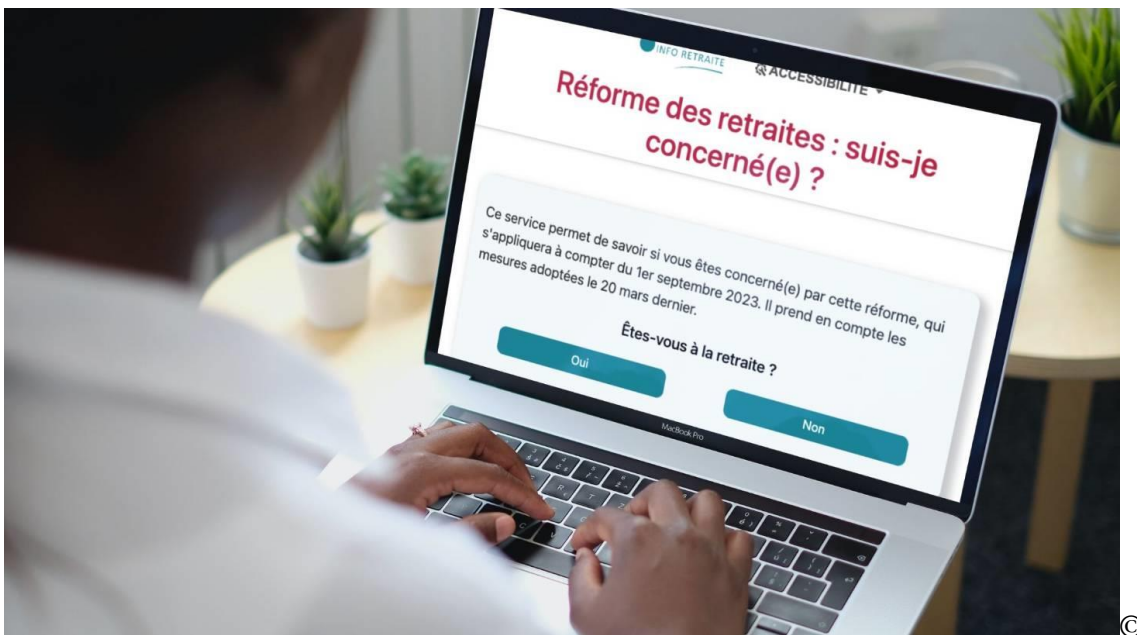 INFO RETRAITE
ACCESSIBILITÉ
Réforme des retraites : suis-je
concerné(e) ?
Ce service permet de savoir si vous êtes concerné(e) par cette réforme, qui
s'appliquera à compter du 1er septembre 2023. Il prend en compte les
mesures adoptées le 20 mars dernier.
Êtes-vous à la retraite ?
Oui
Non
MacBook Pro
©